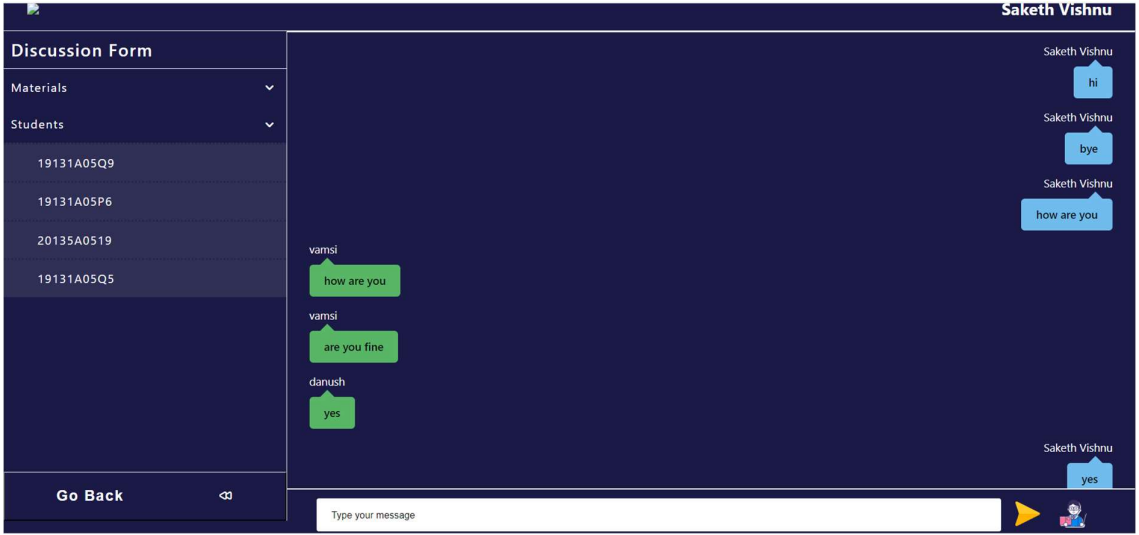 Saketh Vishnu
Discussion Form
Materials
Students
19131A05Q9
19131A05P6
20135A0519
19131A05Q5
Go Back
Saketh Vishnu
hi
Saketh Vishnu
bye
Saketh Vishnu
how are you
vamsi
how are you
vamsi
are you fine
danush
yes
Saketh Vishnu
yes
Type your message